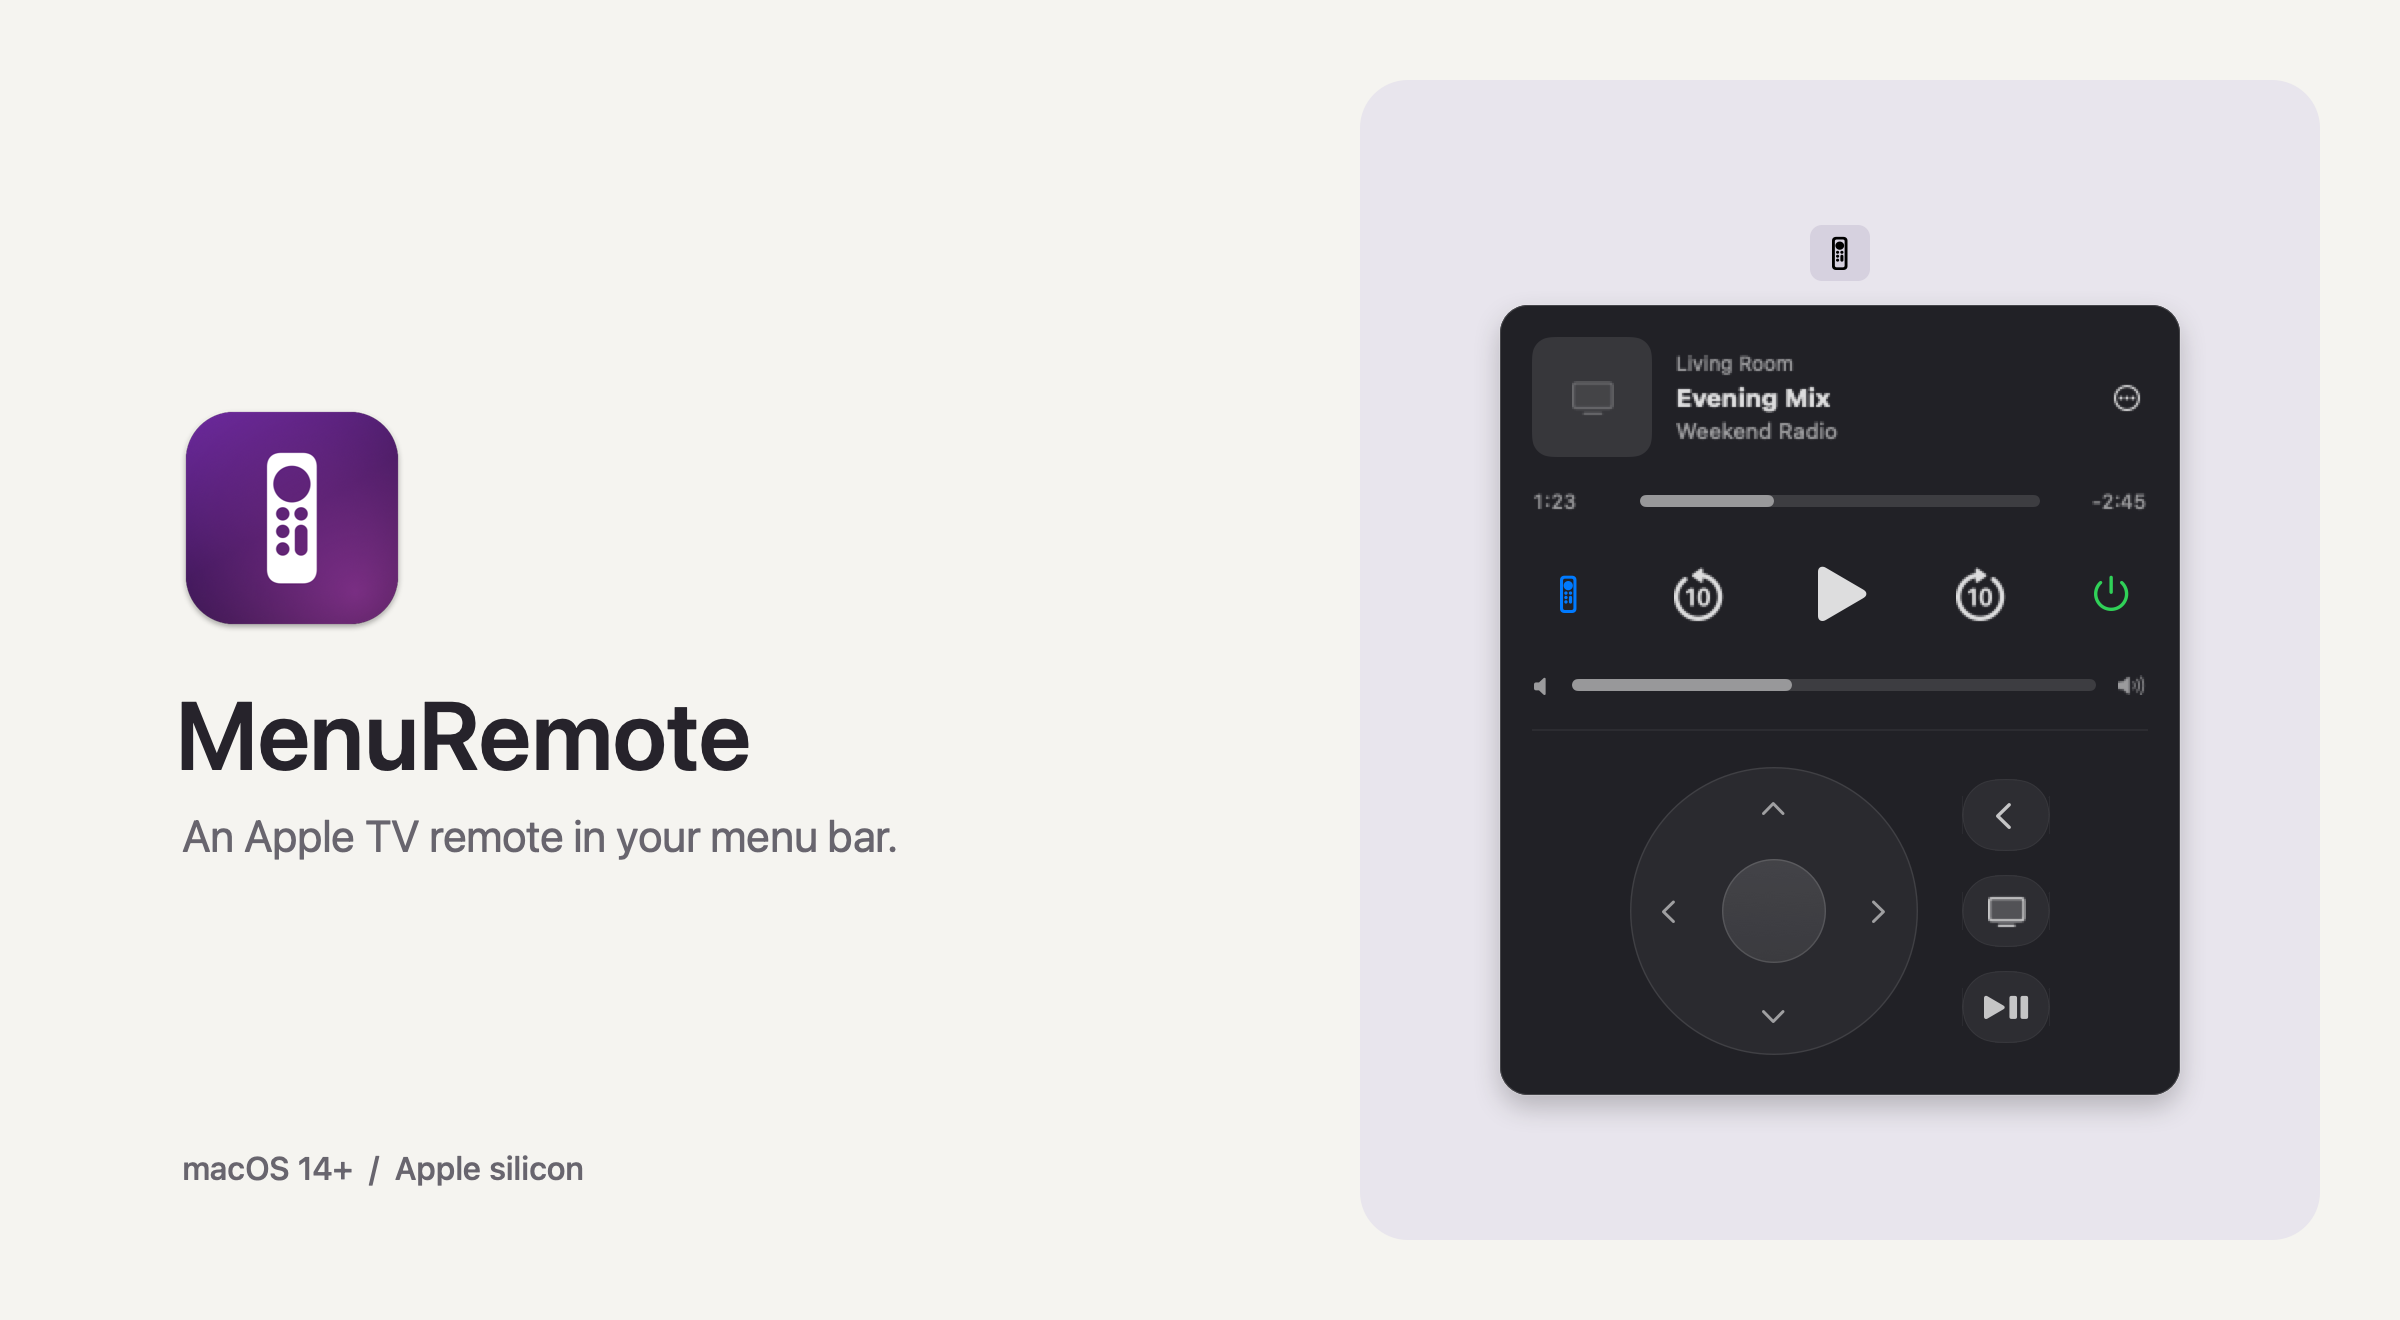 MenuRemote
An Apple TV remote in your menu bar.
macOS 14+ / Apple silicon
Living Room
Evening Mix
Weekend Radio
1:23
-2:45
10
10